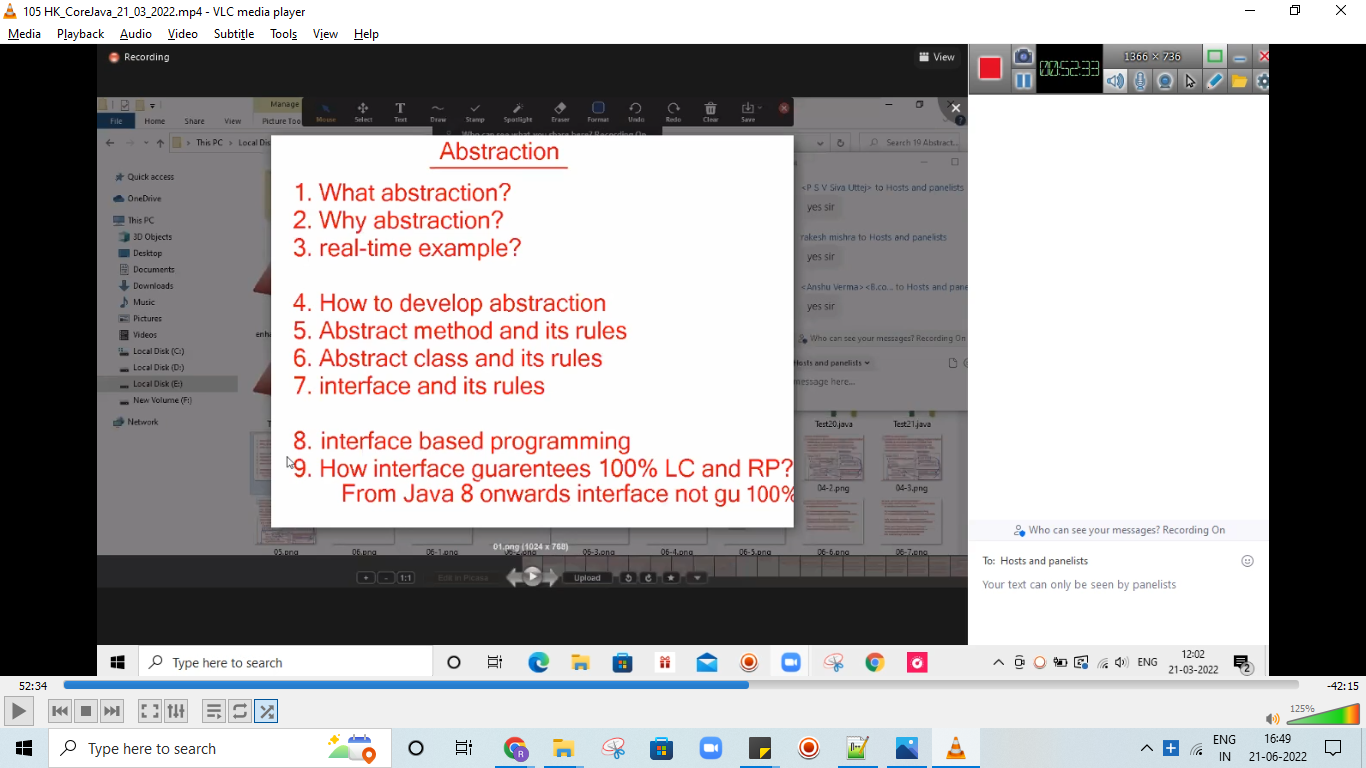 105 HK_CoreJava_21_03_2022.mp4 - VLC media player
Media Playback Audio Video Subtitle Tools View Help
Recording
View
00:52:33
1366 × 736
Manage
File Home Share View Picture Too
Mouse Select Text Draw Stamp Spotlight Eraser Format Undo Redo Clear Save
Who can see what you share here? Recording On
This PC Local Dis
Search 19 Abstract...
Quick access
OneDrive
This PC
3D Objects
Desktop
Documents
Downloads
Music
Pictures
Videos
Local Disk (C:)
Local Disk (D:)
Local Disk (E:)
New Volume (F:)
Network
enha
Abstraction
1. What abstraction?
2. Why abstraction?
3. real-time example?
4. How to develop abstraction
5. Abstract method and its rules
6. Abstract class and its rules
7. interface and its rules
8. interface based programming
9. How interface guarentees 100% LC and RP?
From Java 8 onwards interface not gu 100%
<P S V Siva Uttej> to Hosts and panelists
yes sir
rakesh mishra to Hosts and panelists
yes sir
<Anshu Verma><8.co... to Hosts and pane
yes sir
Who can see your messages? Recording On
Hosts and panelists
message here...
Test20.java Test21.java
04-2.png 04-3.png
05.png 06.png 06-1.png 06-2.png 06-3.png 06-4.png 06-5.png 06-6.png 06-7.png
01.png (1024 x 768)
1:1 Edit in Picasa Upload
Who can see your messages? Recording On
To: Hosts and panelists
Your text can only be seen by panelists
Type here to search
ENG
12:02
21-03-2022
2
52:34
-42:15
125%
Type here to search
ENG
IN
16:49
21-06-2022